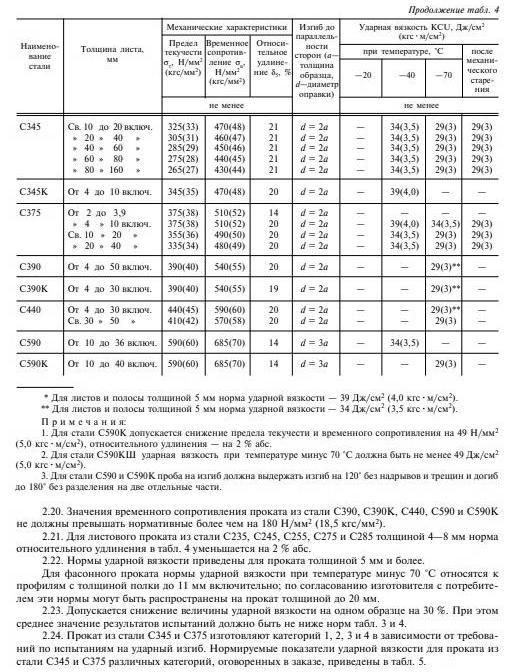 Продолжение табл. 4
Наимено-
вание
стали
Толщина листа,
мм
Механические характеристики
Предел
текучести
σт, Н/мм²
(кгс/мм²)
Временное
сопротив-
ление σв,
Н/мм²
(кгс/мм²)
Относи-
тельное
удлине-
ние δ5, %
Изгиб до
параллель-
ности
сторон (a—
толщина
образца,
d—диаметр
оправки)
Ударная вязкость KCU, Дж/см²
(кгс · м/см²)
при температуре, °С
−20
−40
−70
после
механи-
ческого
старе-
ния
не менее
не менее
С345 Св. 10 до 20 включ. 325(33) 470(48) 21 d = 2a — 34(3,5) 29(3) 29(3)
» 20 » 40 » 305(31) 460(47) 21 d = 2a — 34(3,5) 29(3) 29(3)
» 40 » 60 » 285(29) 450(46) 21 d = 2a — 34(3,5) 29(3) 29(3)
» 60 » 80 » 275(28) 440(45) 21 d = 2a — 34(3,5) 29(3) 29(3)
» 80 » 160 » 265(27) 430(44) 21 d = 2a — 34(3,5) 29(3) 29(3)
С345К От 4 до 10 включ. 345(35) 470(48) 20 d = 2a — 39(4,0) — —
С375 От 2 до 3,9 375(38) 510(52) 14 d = 2a — — — —
» 4 » 10 включ. 375(38) 510(52) 20 d = 2a — 39(4,0) 34(3,5) 29(3)
Св. 10 » 20 » 355(36) 490(50) 20 d = 2a — 34(3,5) 29(3) 29(3)
» 20 » 40 » 335(34) 480(49) 20 d = 2a — 34(3,5) 29(3) 29(3)
С390 От 4 до 50 включ. 390(40) 540(55) 20 d = 2a — — 29(3)** —
С390К От 4 до 30 включ. 390(40) 540(55) 19 d = 2a — — 29(3)** —
С440 От 4 до 30 включ. 440(45) 590(60) 20 d = 2a — — 29(3)** —
Св. 30 » 50 » 410(42) 570(58) 20 d = 2a — — 29(3) —
С590 От 10 до 36 включ. 590(60) 685(70) 14 d = 3a — 34(3,5) — —
С590К От 10 до 40 включ. 590(60) 685(70) 14 d = 3a — — 29(3) —
* Для листов и полосы толщиной 5 мм норма ударной вязкости — 39 Дж/см² (4,0 кгс · м/см²).
** Для листов и полосы толщиной 5 мм норма ударной вязкости — 34 Дж/см² (3,5 кгс · м/см²).
Примечания:
1. Для стали С590К допускается снижение предела текучести и временного сопротивления на 49 Н/мм²
(5,0 кгс · м/см²), относительного удлинения — на 2 % абс.
2. Для стали С590КШ ударная вязкость при температуре минус 70 °С должна быть не менее 49 Дж/см²
(5,0 кгс · м/см²).
3. Для стали С590 и С590К проба на изгиб должна выдержать изгиб на 120° без надрывов и трещин и догиб
до 180° без разделения на две отдельные части.
2.20. Значения временного сопротивления проката из стали С390, С390К, С440, С590 и С590К
не должны превышать нормативные более чем на 180 Н/мм² (18,5 кгс/мм²).
2.21. Для листового проката из стали С235, С245, С255, С275 и С285 толщиной 4—8 мм норма
относительного удлинения в табл. 4 уменьшается на 2 % абс.
2.22. Нормы ударной вязкости приведены для проката толщиной 5 мм и более.
Для фасонного проката нормы ударной вязкости при температуре минус 70 °С относятся к
профилям с толщиной полки до 11 мм включительно; по согласованию изготовителя с потребите-
лем эти нормы могут быть распространены на прокат толщиной до 20 мм.
2.23. Допускается снижение величины ударной вязкости на одном образце на 30 %. При этом
среднее значение результатов испытаний должно быть не ниже норм табл. 3 и 4.
2.24. Прокат из стали С345 и С375 изготовляют категорий 1, 2, 3 и 4 в зависимости от требова-
ний по испытаниям на ударный изгиб. Нормируемые показатели ударной вязкости для проката из
стали С345 и С375 различных категорий, оговоренных в заказе, приведены в табл. 5.